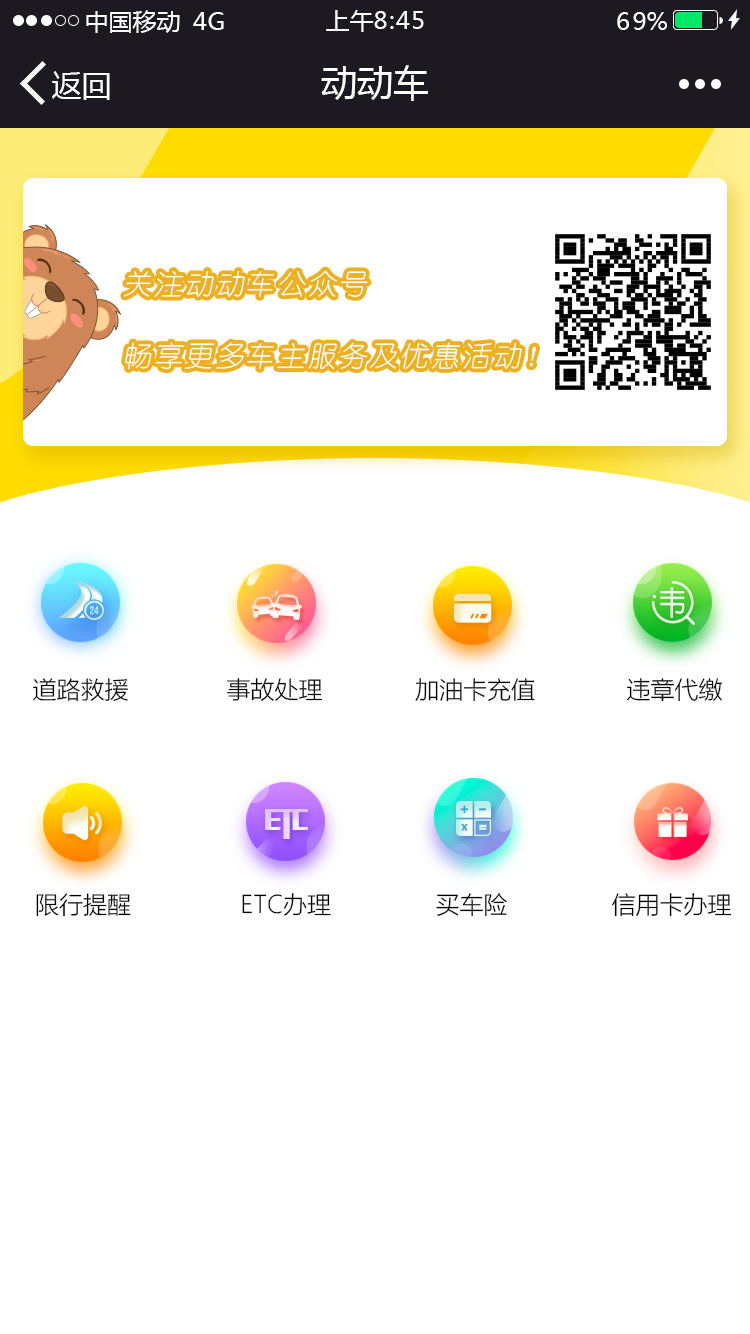 中国移动 4G 上午8:45 69%
返回 动动车
关注动动车公众号
畅享更多车主服务及优惠活动!
24 违
道路救援 事故处理 加油卡充值 违章代缴
ETC + − x =
限行提醒 ETC办理 买车险 信用卡办理